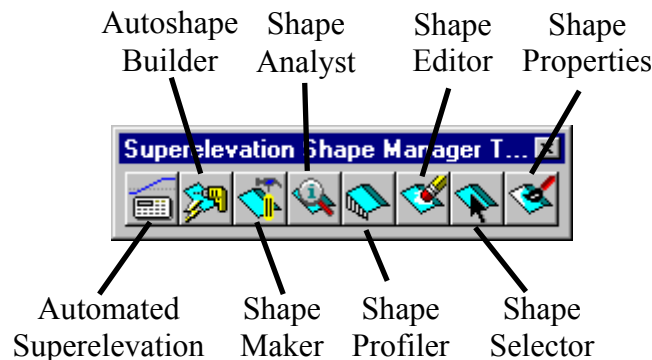 Autoshape Shape Shape Shape
Builder Analyst Editor Properties
Superelevation Shape Manager T...
Automated Shape Shape Shape
Superelevation Maker Profiler Selector